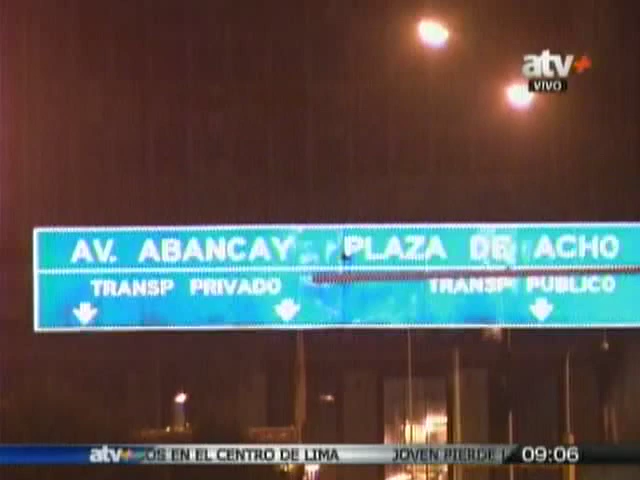 atv+
VIVO
AV. ABANCAY PLAZA DE ACHO
TRANSP PRIVADO TRANSP PUBLICO
atv+ OS EN EL CENTRO DE LIMA JOVEN PIERDE 09:06